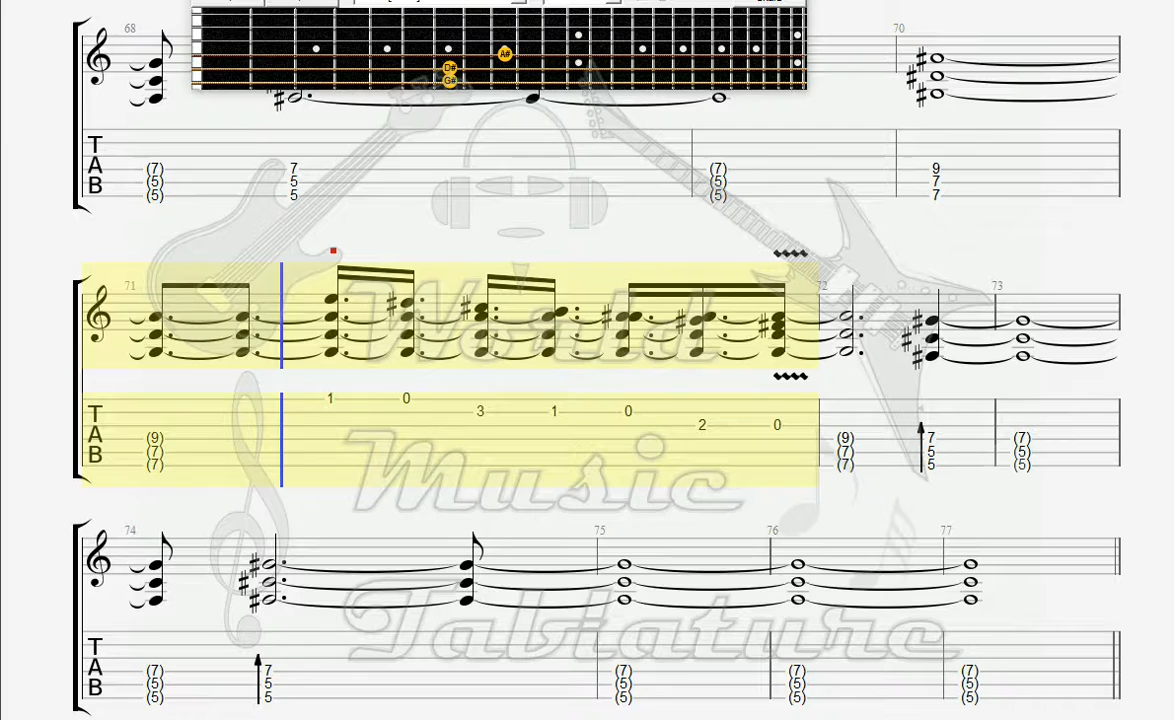 68
70
A#
D#
G#
T
A
B
(7) 7 (7) 9
(5) 5 (5) 7
(5) 5 (5) 7
71 72 73
World
T
A
B
1 0
3 1 0
2 0
(9) (9) 7 (7)
(7) (7) 5 (5)
(7) (7) 5 (5)
Music
74 75 76 77
Tablature
T
A
B
(7) 7 (7) (7) (7)
(5) 5 (5) (5) (5)
(5) 5 (5) (5) (5)